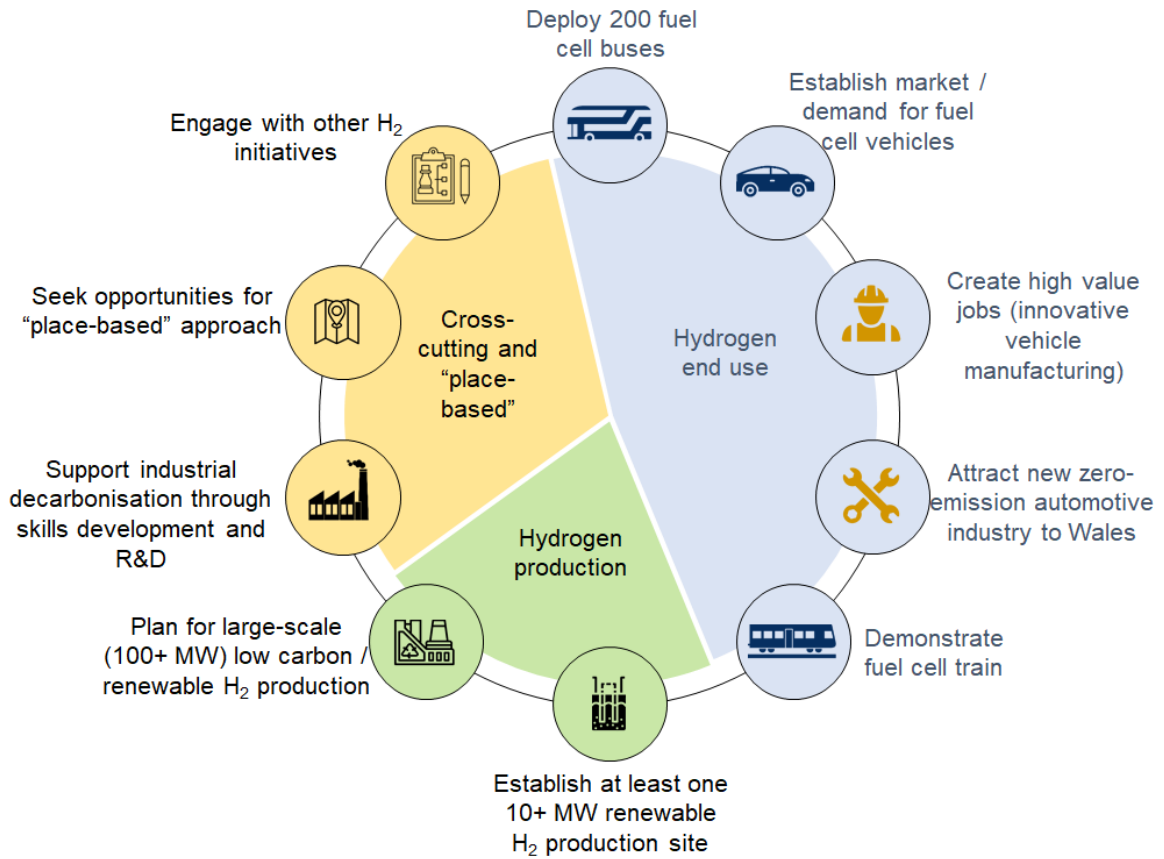 Deploy 200 fuel
cell buses
Establish market /
demand for fuel
cell vehicles
Create high value
jobs (innovative
vehicle
manufacturing)
Attract new zero-
emission automotive
industry to Wales
Demonstrate
fuel cell train
Establish at least one
10+ MW renewable
H₂ production site
Plan for large-scale
(100+ MW) low carbon /
renewable H₂ production
Support industrial
decarbonisation through
skills development and
R&D
Seek opportunities for
“place-based” approach
Engage with other H₂
initiatives
Cross-
cutting and
“place-
based”
Hydrogen
end use
Hydrogen
production